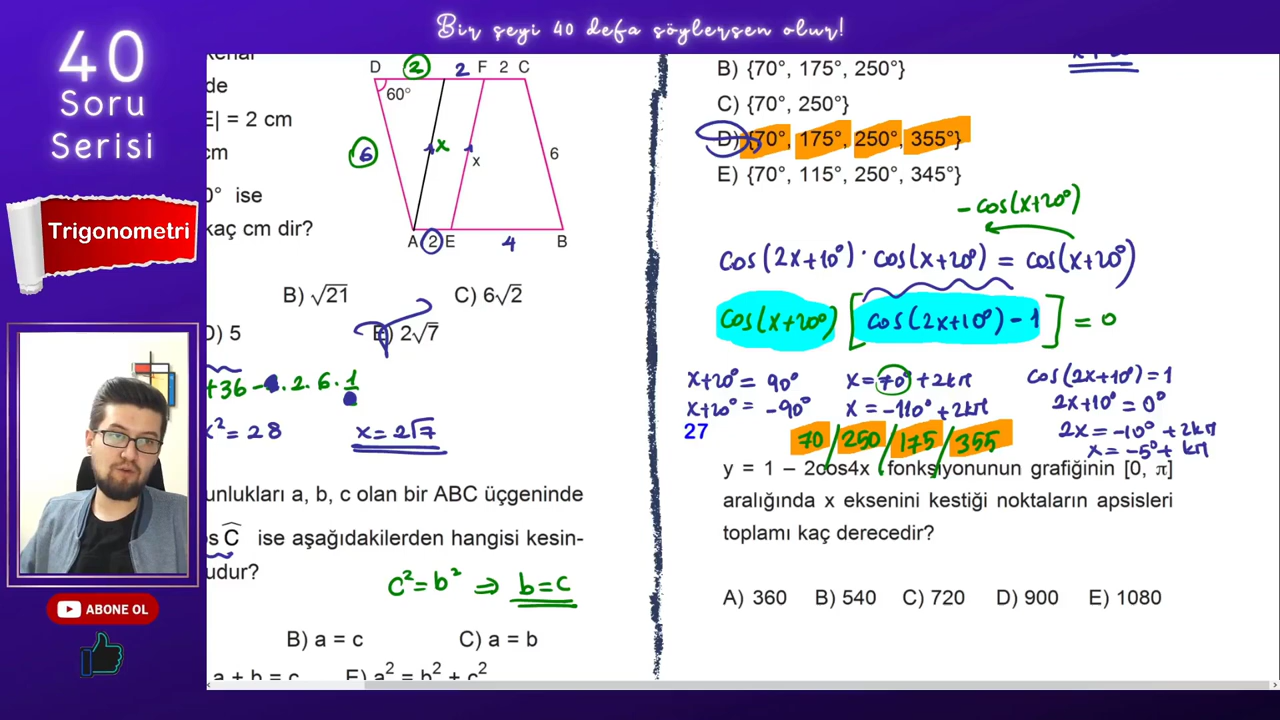 Bir şeyi 40 defa söylersen olur!
40
Soru
Serisi
Trigonometri
ABONE OL
de
E| = 2 cm
cm
0° ise
kaç cm dir?
D 2 2 F 2 C
60°
6 x x 6
A 2 E 4 B
B) √21 C) 6√2
D) 5 E) 2√7
+36 - . 2 . 6 . 1
x² = 28 x = 2√7
unlukları a, b, c olan bir ABC üçgeninde
os C ise aşağıdakilerden hangisi kesin-
udur?
c² = b² ⇒ b = c
B) a = c C) a = b
a + b = c E) a² = b² + c²
B) {70°, 175°, 250°}
C) {70°, 250°}
D) {70°, 175°, 250°, 355°}
E) {70°, 115°, 250°, 345°}
-cos(x+20°)
cos(2x+10°) · cos(x+20°) = cos(x+20°)
cos(x+20°) [cos(2x+10°) - 1] = 0
x+20° = 90° x = 70° + 2kπ cos(2x+10°) = 1
x+20° = -90° x = -110° + 2kπ 2x+10° = 0°
2x = -10° + 2kπ
x = -5° + kπ
70 / 250 / 175 / 355
27
y = 1 – 2cos4x fonksiyonunun grafiğinin [0, π]
aralığında x eksenini kestiği noktaların apsisleri
toplamı kaç derecedir?
A) 360 B) 540 C) 720 D) 900 E) 1080